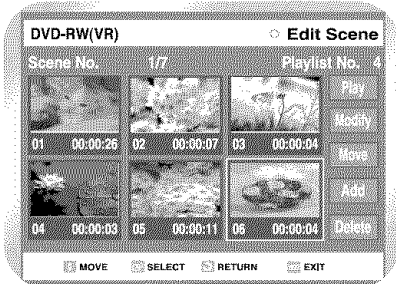 DVD-RW(VR) Edit Scene
Scene No. 1/7 Playlist No. 4
Play
Modify
01 00:00:26 02 00:00:07 03 00:00:04
Move
Add
04 00:00:03 05 00:00:11 06 00:00:04 Delete
MOVE SELECT RETURN EXIT